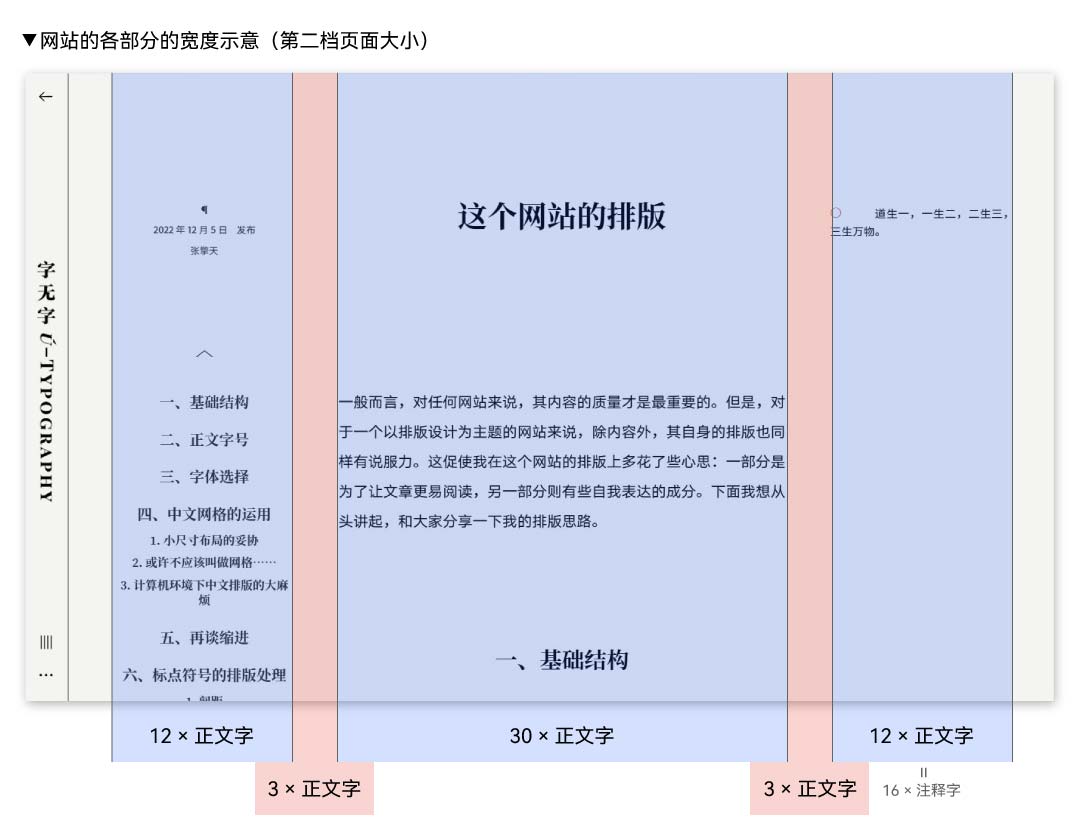 ▼网站的各部分的宽度示意（第二档页面大小）
←
字无字 Ú-TYPOGRAPHY
¶
2022 年 12 月 5 日　发布
张擎天
一、基础结构
二、正文字号
三、字体选择
四、中文网格的运用
1. 小尺寸布局的妥协
2. 或许不应该叫做网格……
3. 计算机环境下中文排版的大麻
烦
五、再谈缩进
六、标点符号的排版处理
这个网站的排版
一般而言，对任何网站来说，其内容的质量才是最重要的。但是，对
于一个以排版设计为主题的网站来说，除内容外，其自身的排版也同
样有说服力。这促使我在这个网站的排版上多花了些心思：一部分是
为了让文章更易阅读，另一部分则有些自我表达的成分。下面我想从
头讲起，和大家分享一下我的排版思路。
一、基础结构
〇　　道生一，一生二，二生三，
三生万物。
12 × 正文字
30 × 正文字
12 × 正文字
3 × 正文字
3 × 正文字
=
16 × 注释字